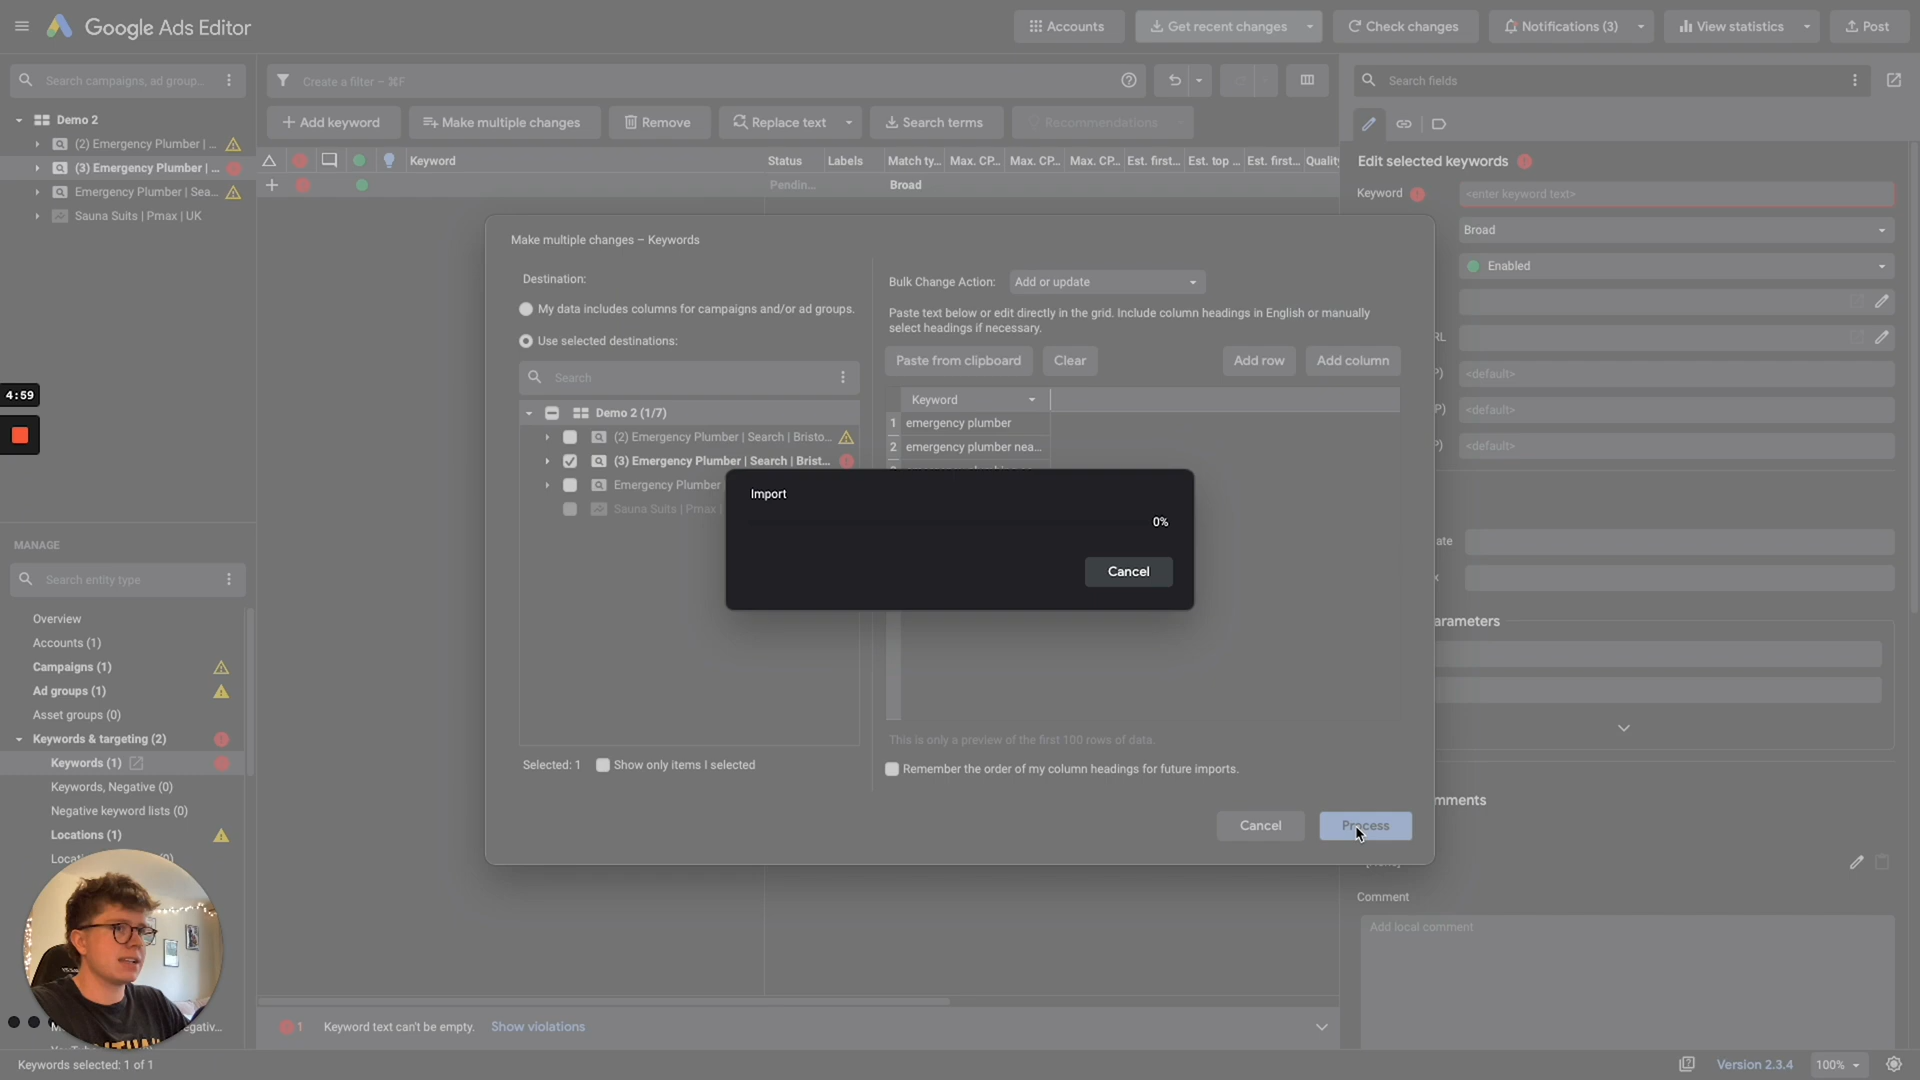 Google Ads Editor
Accounts
Get recent changes
Check changes
Notifications (3)
View statistics
Post
Search campaigns, ad group...
Create a filter – ⌘F
Search fields
Add keyword
Make multiple changes
Remove
Replace text
Search terms
Recommendations
Demo 2
(2) Emergency Plumber | ...
(3) Emergency Plumber | ...
Emergency Plumber | Sea...
Sauna Suits | Pmax | UK
Keyword
Status
Labels
Match ty...
Max. CP...
Max. CP...
Max. CP...
Est. first...
Est. top ...
Est. first...
Quality
Pendin...
Broad
Edit selected keywords
Keyword
<enter keyword text>
Broad
Enabled
RL
P)
<default>
P)
<default>
P)
<default>
ate
k
arameters
mments
Comment
Add local comment
4:59
Make multiple changes – Keywords
Destination:
My data includes columns for campaigns and/or ad groups.
Use selected destinations:
Search
Demo 2 (1/7)
(2) Emergency Plumber | Search | Bristo...
(3) Emergency Plumber | Search | Brist...
Emergency Plumber
Sauna Suits | Pmax |
Selected: 1
Show only items I selected
Bulk Change Action:
Add or update
Paste text below or edit directly in the grid. Include column headings in English or manually
select headings if necessary.
Paste from clipboard
Clear
Add row
Add column
Keyword
1 emergency plumber
2 emergency plumber nea...
Import
0%
Cancel
This is only a preview of the first 100 rows of data.
Remember the order of my column headings for future imports.
Cancel
Process
MANAGE
Search entity type
Overview
Accounts (1)
Campaigns (1)
Ad groups (1)
Asset groups (0)
Keywords & targeting (2)
Keywords (1)
Keywords, Negative (0)
Negative keyword lists (0)
Locations (1)
egativ...
1
Keyword text can't be empty.
Show violations
Keywords selected: 1 of 1
Version 2.3.4
100%